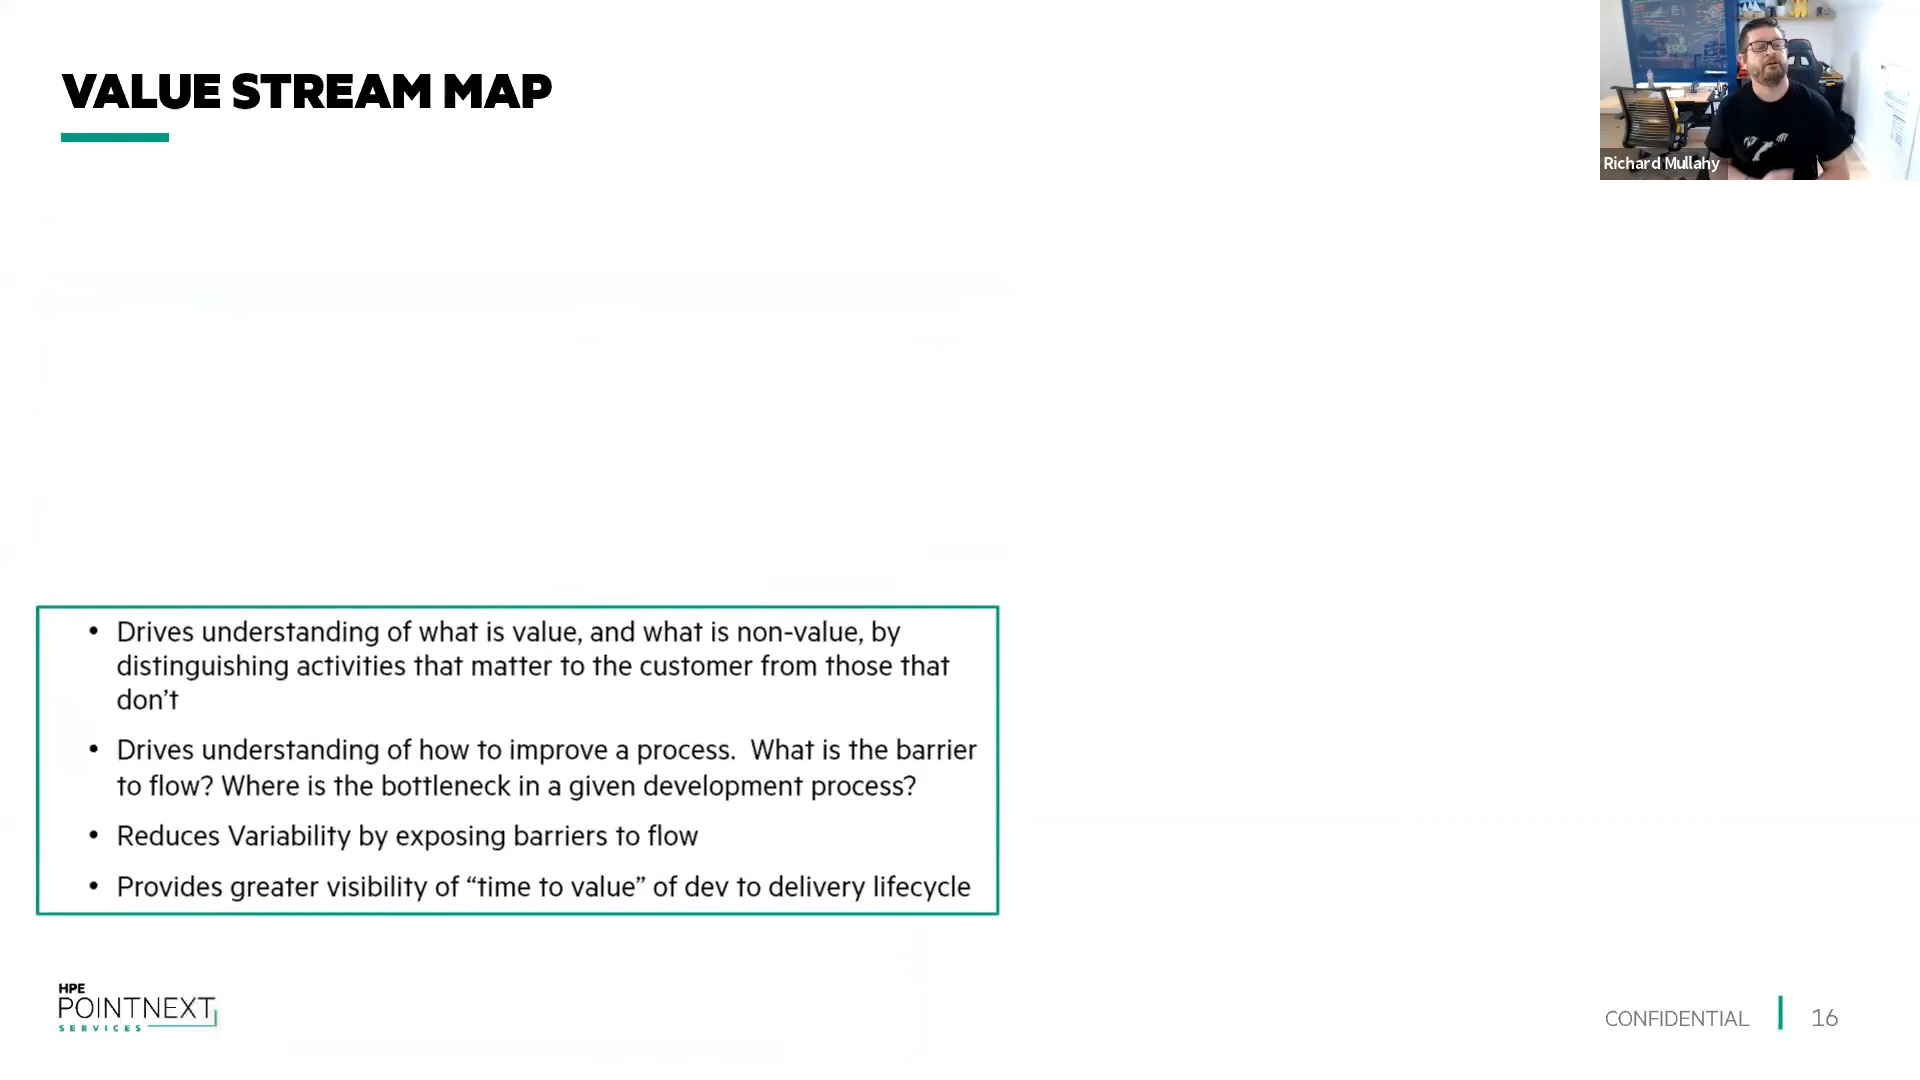 VALUE STREAM MAP
Richard Mullahy
• Drives understanding of what is value, and what is non-value, by
distinguishing activities that matter to the customer from those that
don’t
• Drives understanding of how to improve a process.  What is the barrier
to flow? Where is the bottleneck in a given development process?
• Reduces Variability by exposing barriers to flow
• Provides greater visibility of “time to value” of dev to delivery lifecycle
HPE
POINTNEXT
SERVICES
CONFIDENTIAL
16